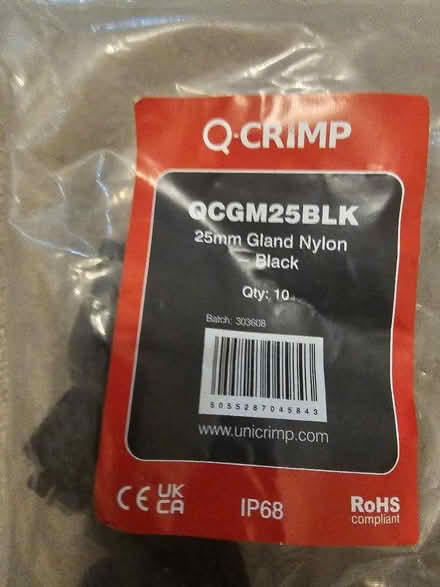 Q·CRIMP
QCGM25BLK
25mm Gland Nylon
Black
Qty: 10
Batch: 303608
5055287045843
www.unicrimp.com
CE UK
CA
IP68
RoHS
compliant